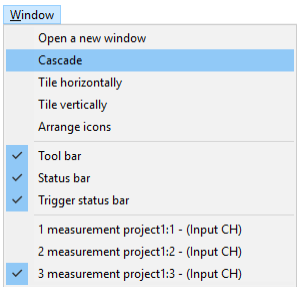 Window
Open a new window
Cascade
Tile horizontally
Tile vertically
Arrange icons
Tool bar
Status bar
Trigger status bar
1 measurement project1:1 - (Input CH)
2 measurement project1:2 - (Input CH)
3 measurement project1:3 - (Input CH)